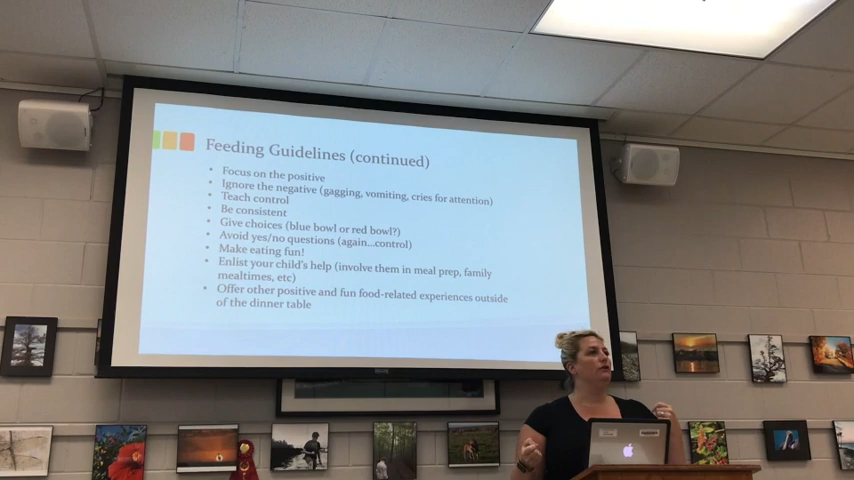 Feeding Guidelines (continued)
• Focus on the positive
• Ignore the negative (gagging, vomiting, cries for attention)
• Teach control
• Be consistent
• Give choices (blue bowl or red bowl?)
• Avoid yes/no questions (again...control)
• Make eating fun!
• Enlist your child's help (involve them in meal prep, family
mealtimes, etc)
• Offer other positive and fun food-related experiences outside
of the dinner table